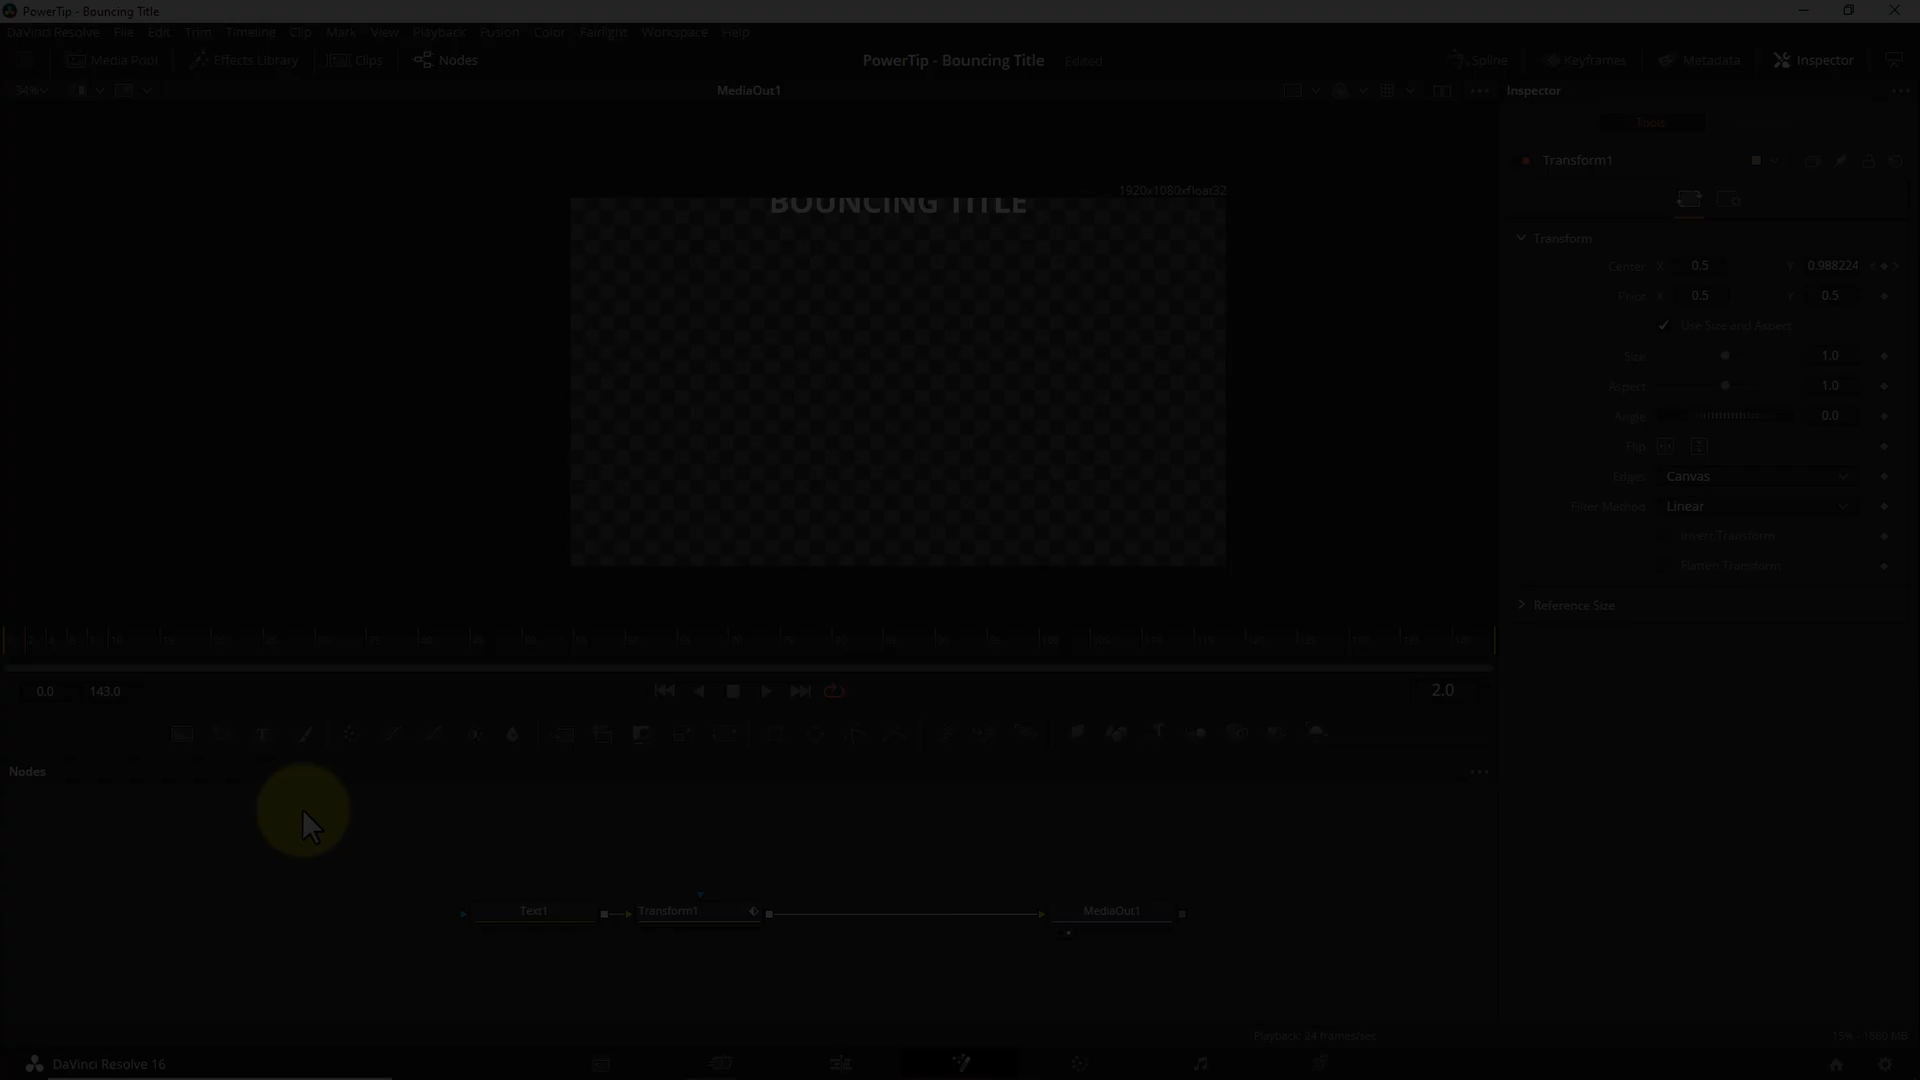 PowerTip - Bouncing Title
DaVinci Resolve File Edit Trim Timeline Clip Mark View Playback Fusion Color Fairlight Workspace Help
Media Pool Effects Library Clips Nodes PowerTip - Bouncing Title Edited Spline Keyframes Metadata Inspector
34% MediaOut1 Inspector
Tools
Transform1
1920x1080xfloat32
BOUNCING TITLE
Transform
Center X 0.5 Y 0.988224
Pivot X 0.5 Y 0.5
Use Size and Aspect
Size 1.0
Aspect 1.0
Angle 0.0
Flip
Edges Canvas
Filter Method Linear
Invert Transform
Flatten Transform
Reference Size
0.0 143.0 2.0
Nodes
Text1 Transform1 MediaOut1
Playback: 24 frames/sec 15% - 1860 MB
DaVinci Resolve 16